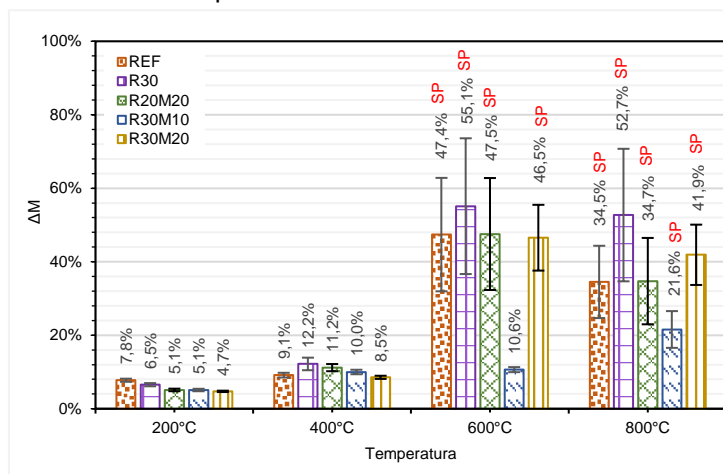 100%
80%
60%
40%
20%
0%
ΔM
REF
R30
R20M20
R30M10
R30M20
7,8%
6,5%
5,1%
5,1%
4,7%
9,1%
12,2%
11,2%
10,0%
8,5%
47,4% SP
55,1% SP
47,5% SP
10,6%
46,5% SP
34,5% SP
52,7% SP
34,7% SP
21,6% SP
41,9% SP
200°C
400°C
600°C
800°C
Temperatura